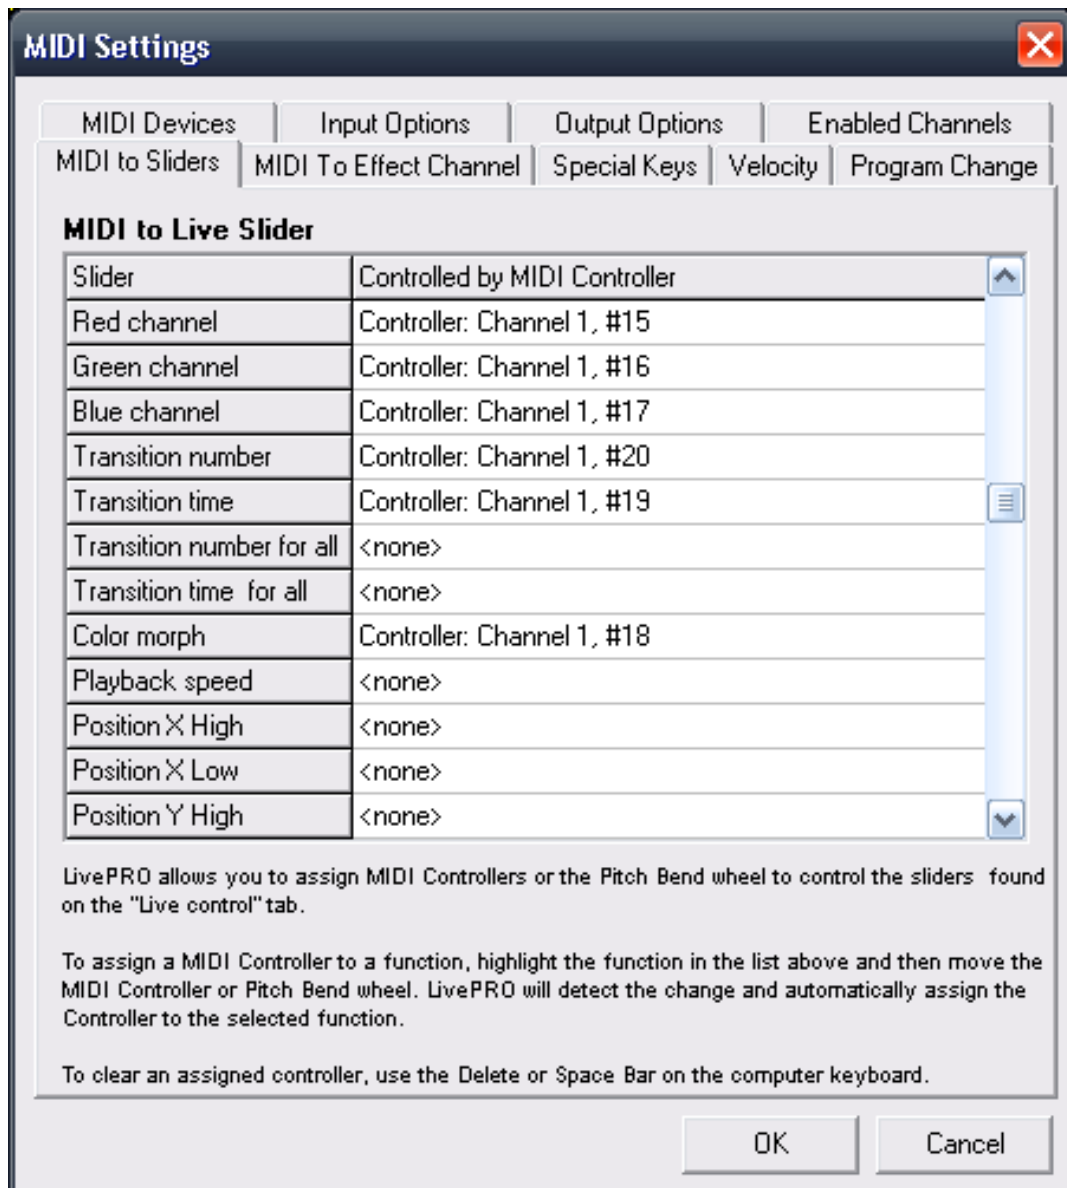 MIDI Settings
MIDI Devices Input Options Output Options Enabled Channels
MIDI to Sliders MIDI To Effect Channel Special Keys Velocity Program Change
MIDI to Live Slider
Slider Controlled by MIDI Controller
Red channel Controller: Channel 1, #15
Green channel Controller: Channel 1, #16
Blue channel Controller: Channel 1, #17
Transition number Controller: Channel 1, #20
Transition time Controller: Channel 1, #19
Transition number for all <none>
Transition time for all <none>
Color morph Controller: Channel 1, #18
Playback speed <none>
Position X High <none>
Position X Low <none>
Position Y High <none>
LivePRO allows you to assign MIDI Controllers or the Pitch Bend wheel to control the sliders found
on the "Live control" tab.
To assign a MIDI Controller to a function, highlight the function in the list above and then move the
MIDI Controller or Pitch Bend wheel. LivePRO will detect the change and automatically assign the
Controller to the selected function.
To clear an assigned controller, use the Delete or Space Bar on the computer keyboard.
OK Cancel